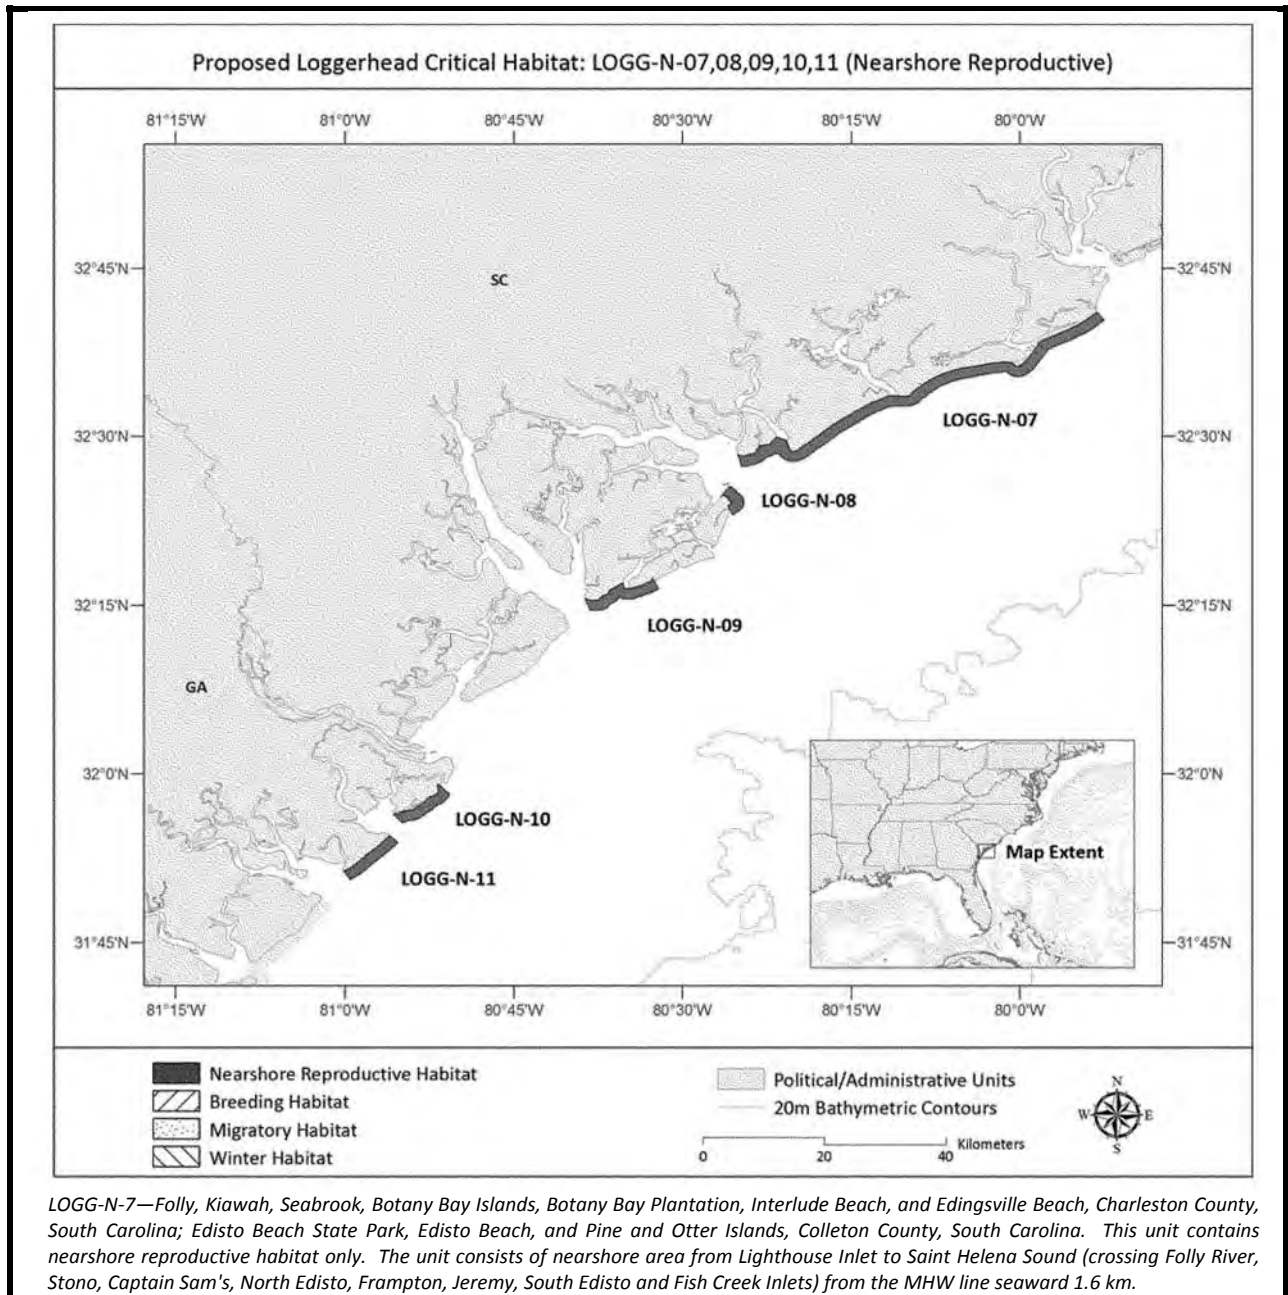 Proposed Loggerhead Critical Habitat: LOGG-N-07,08,09,10,11 (Nearshore Reproductive)
81°15'W 81°0'W 80°45'W 80°30'W 80°15'W 80°0'W
32°45'N 32°45'N
SC
32°30'N LOGG-N-07 32°30'N
LOGG-N-08
32°15'N 32°15'N
LOGG-N-09
GA
32°0'N 32°0'N
LOGG-N-10
Map Extent
LOGG-N-11
31°45'N 31°45'N
81°15'W 81°0'W 80°45'W 80°30'W 80°15'W 80°0'W
Nearshore Reproductive Habitat
Breeding Habitat
Migratory Habitat
Winter Habitat
Political/Administrative Units
20m Bathymetric Contours
Kilometers
0 20 40
N
W E
S
LOGG-N-7—Folly, Kiawah, Seabrook, Botany Bay Islands, Botany Bay Plantation, Interlude Beach, and Edingsville Beach, Charleston County,
South Carolina; Edisto Beach State Park, Edisto Beach, and Pine and Otter Islands, Colleton County, South Carolina. This unit contains
nearshore reproductive habitat only. The unit consists of nearshore area from Lighthouse Inlet to Saint Helena Sound (crossing Folly River,
Stono, Captain Sam's, North Edisto, Frampton, Jeremy, South Edisto and Fish Creek Inlets) from the MHW line seaward 1.6 km.